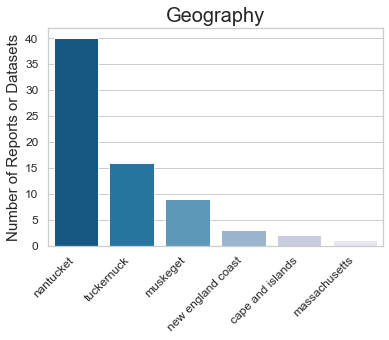 Geography
Number of Reports or Datasets
40
35
30
25
20
15
10
5
0
nantucket
tuckernuck
muskeget
new england coast
cape and islands
massachusetts